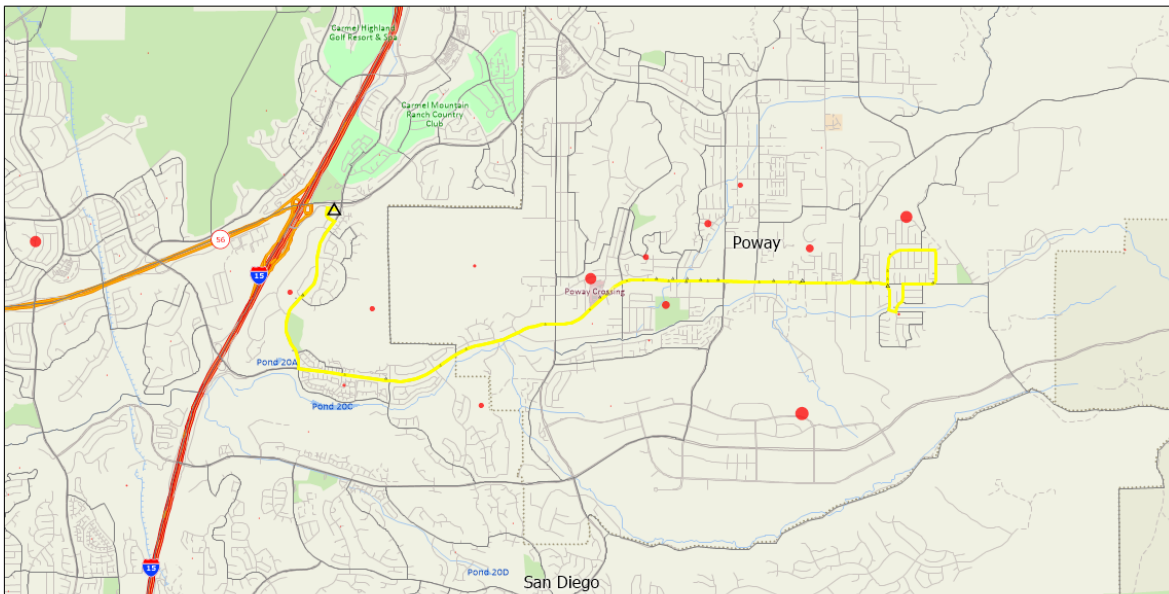 Carmel Highland
Golf Resort & Spa
Carmel Mountain
Ranch Country
Club
56
15
Poway
Poway Crossing
Pond 20A
Pond 20C
15
Pond 20D
San Diego